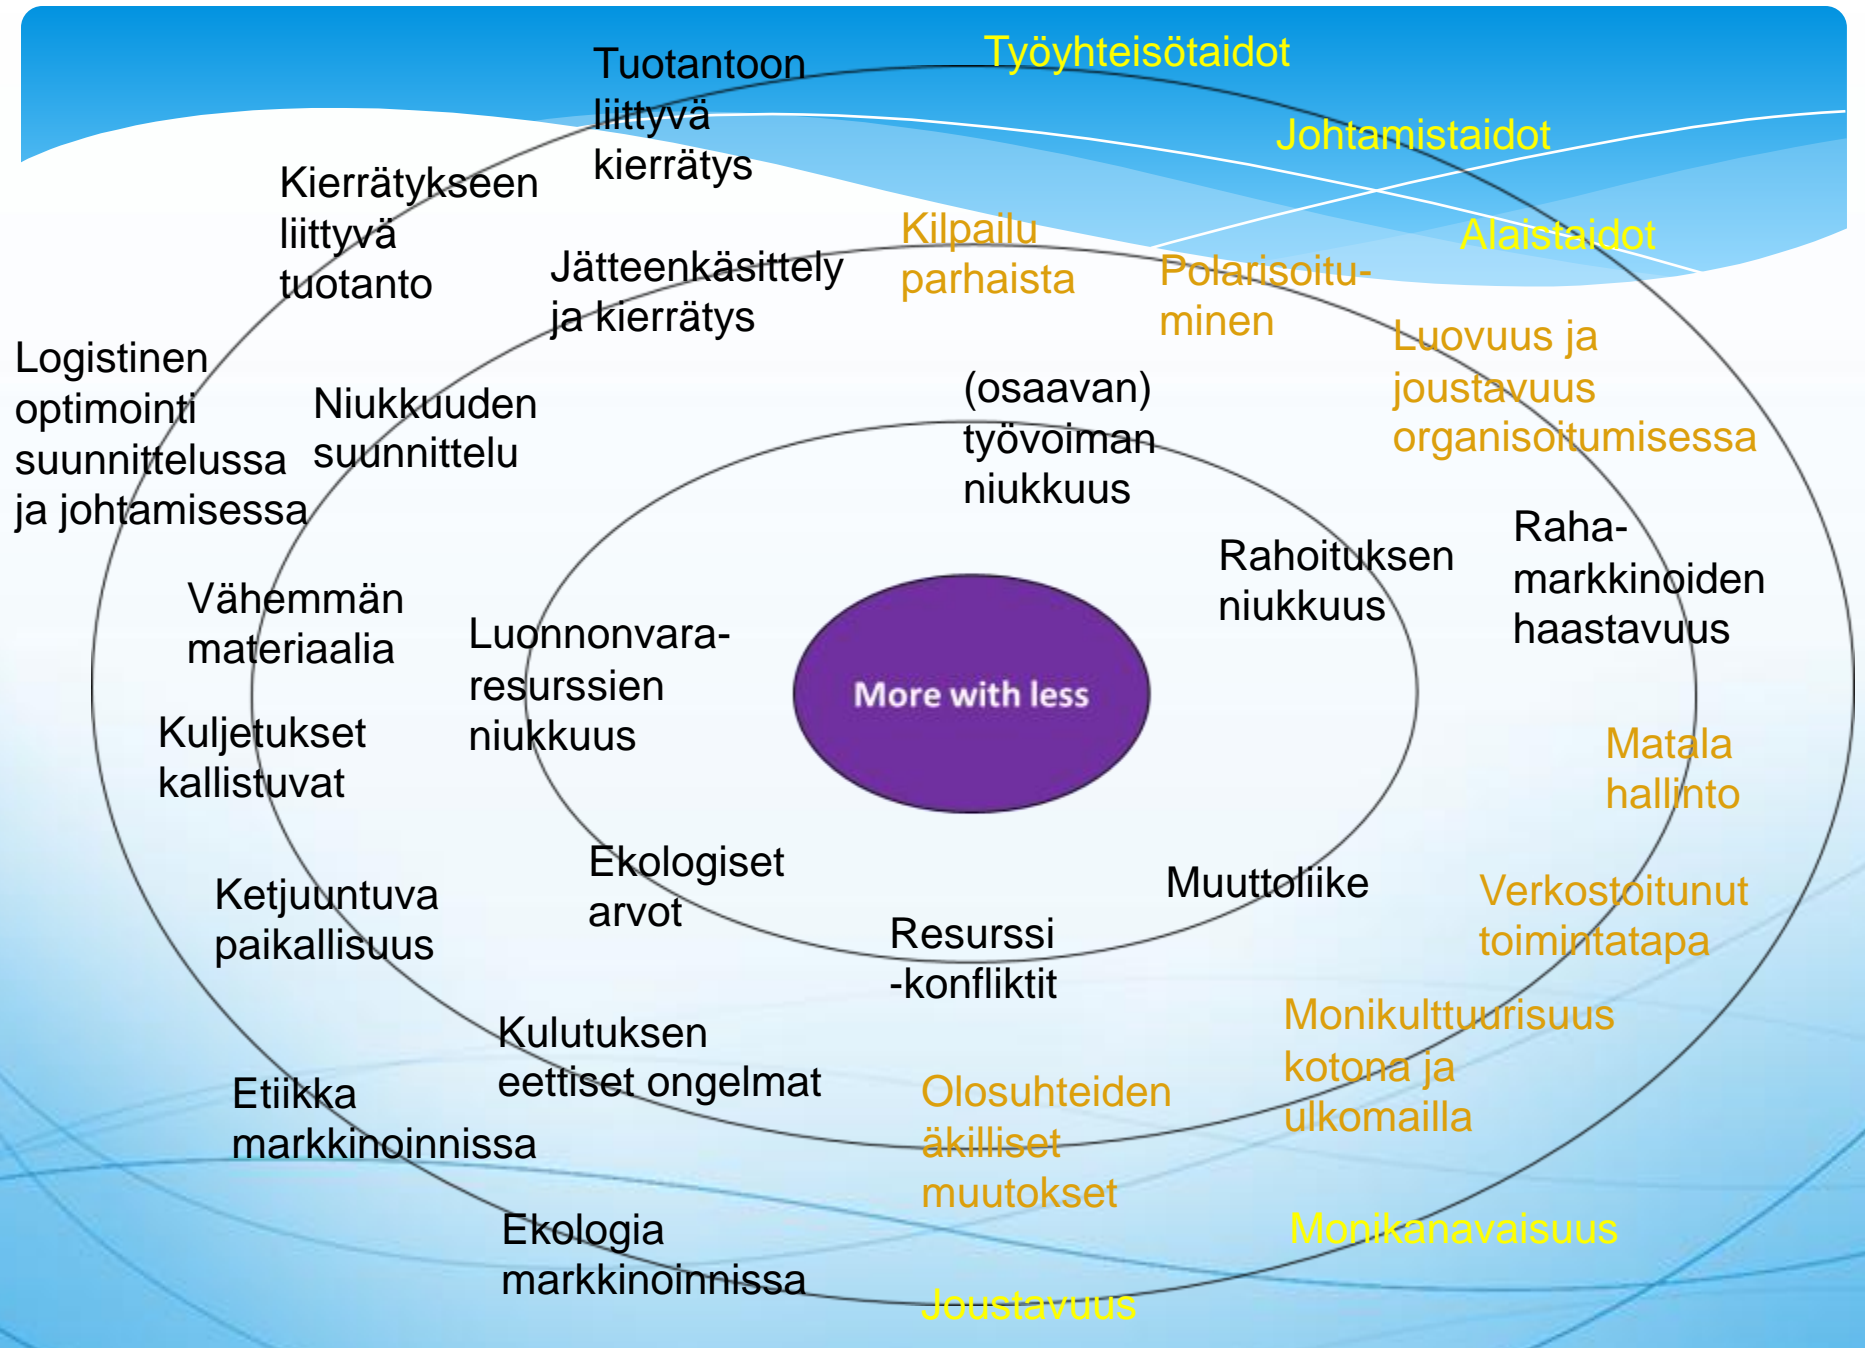 Työyhteisötaidot
Tuotantoon
liittyvä
kierrätys
Johtamistaidot
Kierrätykseen
liittyvä
tuotanto
Kilpailu
parhaista
Alaistaidot
Jätteenkäsittely
ja kierrätys
Polarisoitu-
minen
Luovuus ja
joustavuus
organisoitumisessa
Logistinen
optimointi
suunnittelussa
ja johtamisessa
Niukkuuden
suunnittelu
(osaavan)
työvoiman
niukkuus
Rahoituksen
niukkuus
Raha-
markkinoiden
haastavuus
Vähemmän
materiaalia
Luonnonvara-
resurssien
niukkuus
More with less
Kuljetukset
kallistuvat
Matala
hallinto
Ekologiset
arvot
Muuttoliike
Verkostoitunut
toimintatapa
Ketjuuntuva
paikallisuus
Resurssi
-konfliktit
Kulutuksen
eettiset ongelmat
Monikulttuurisuus
kotona ja
ulkomailla
Etiikka
markkinoinnissa
Olosuhteiden
äkilliset
muutokset
Ekologia
markkinoinnissa
Monikanavaisuus
Joustavuus